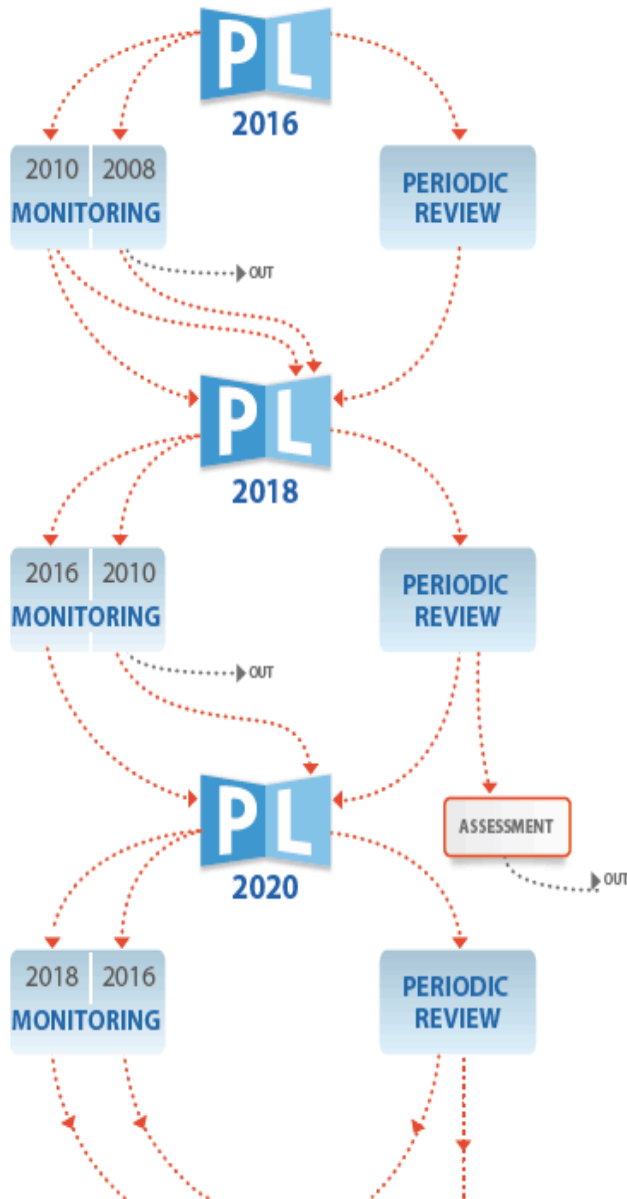 PL
2016
2010 2008
MONITORING
PERIODIC
REVIEW
OUT
PL
2018
2016 2010
MONITORING
PERIODIC
REVIEW
OUT
PL
2020
ASSESSMENT
OUT
2018 2016
MONITORING
PERIODIC
REVIEW